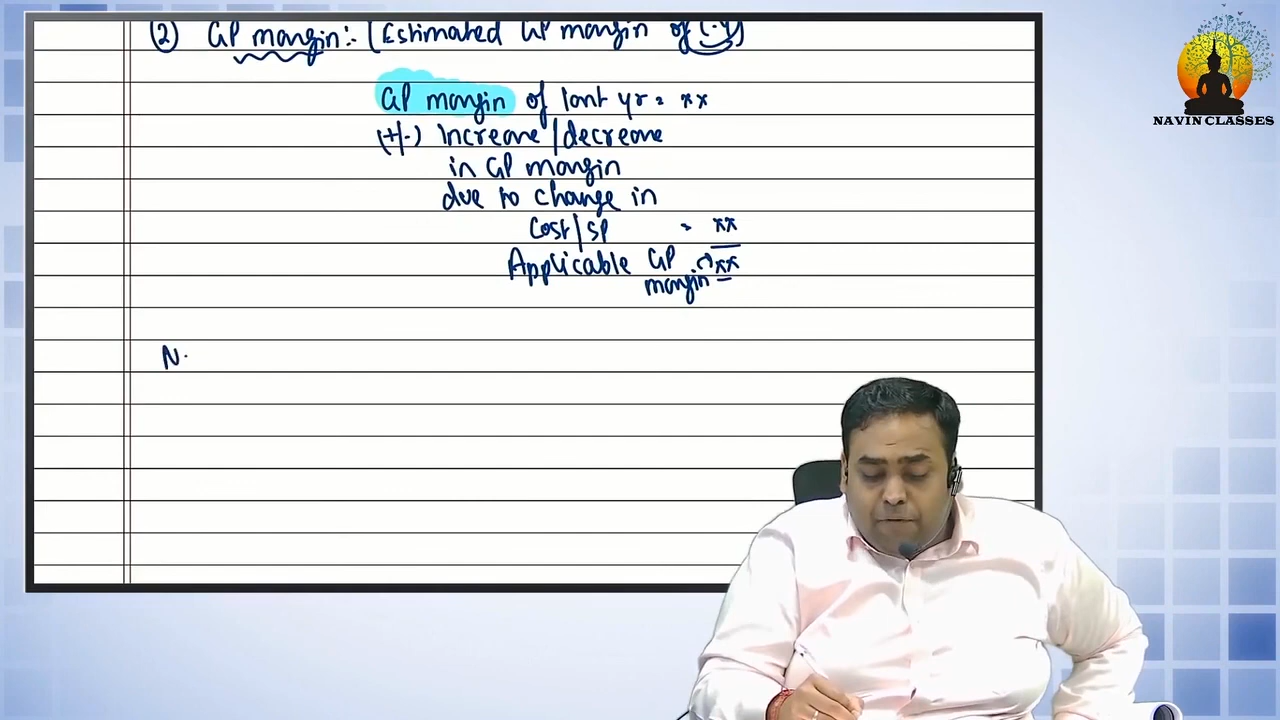 ② GP margin:- (Estimated GP margin of C.Y)
GP margin of last yr = xx
(+/-) increase/decrease
in GP margin
due to change in
Cost/SP = xx
Applicable GP margin = xx
N.
NAVIN CLASSES